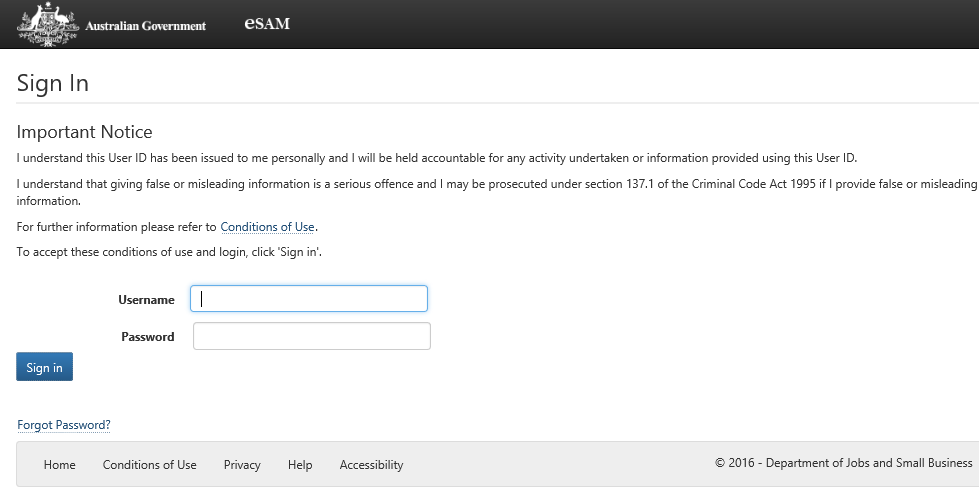 Australian Government
eSAM
Sign In
Important Notice
I understand this User ID has been issued to me personally and I will be held accountable for any activity undertaken or information provided using this User ID.
I understand that giving false or misleading information is a serious offence and I may be prosecuted under section 137.1 of the Criminal Code Act 1995 if I provide false or misleading
information.
For further information please refer to Conditions of Use.
To accept these conditions of use and login, click 'Sign in'.
Username
Password
Sign in
Forgot Password?
Home Conditions of Use Privacy Help Accessibility © 2016 - Department of Jobs and Small Business